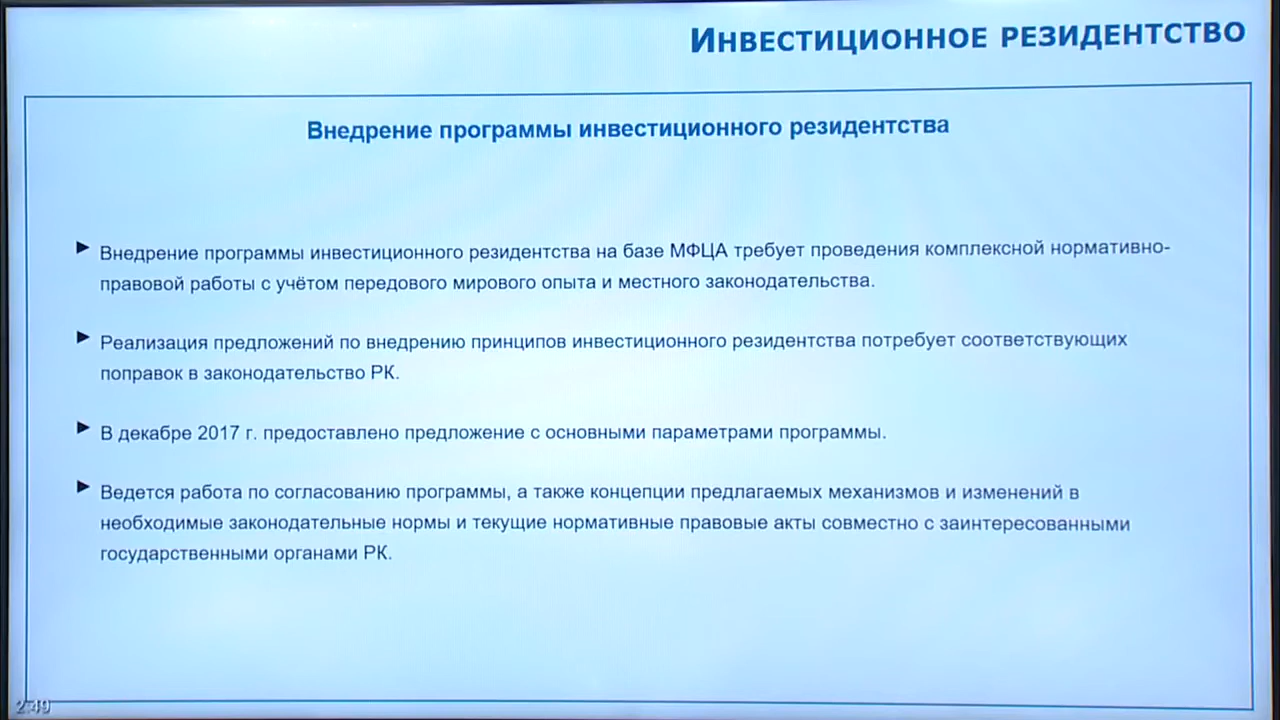 ИНВЕСТИЦИОННОЕ РЕЗИДЕНТСТВО
Внедрение программы инвестиционного резидентства
► Внедрение программы инвестиционного резидентства на базе МФЦА требует проведения комплексной нормативно-
правовой работы с учётом передового мирового опыта и местного законодательства.
► Реализация предложений по внедрению принципов инвестиционного резидентства потребует соответствующих
поправок в законодательство РК.
► В декабре 2017 г. предоставлено предложение с основными параметрами программы.
► Ведется работа по согласованию программы, а также концепции предлагаемых механизмов и изменений в
необходимые законодательные нормы и текущие нормативные правовые акты совместно с заинтересованными
государственными органами РК.
2:49